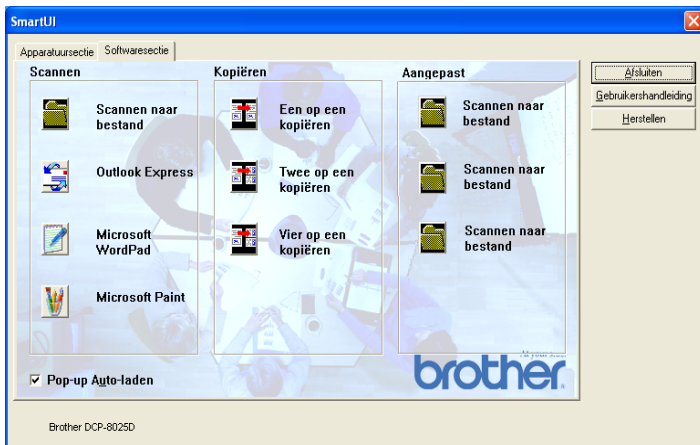 SmartUI
Apparatuursectie
Softwaresectie
Scannen
Scannen naar
bestand
Outlook Express
Microsoft
WordPad
Microsoft Paint
Kopiëren
Een op een
kopiëren
Twee op een
kopiëren
Vier op een
kopiëren
Aangepast
Scannen naar
bestand
Scannen naar
bestand
Scannen naar
bestand
Afsluiten
Gebruikershandleiding
Herstellen
Pop-up Auto-laden
brother
Brother DCP-8025D